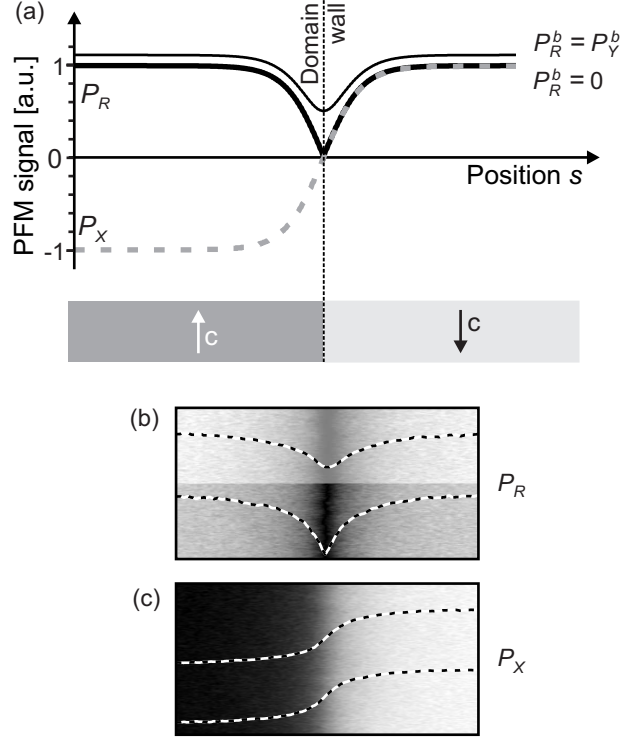 (a)
PFM signal [a.u.]
1
0
-1
P_R
P_X
Domain
wall
P_R^b = P_Y^b
P_R^b = 0
Position s
c
c
(b)
P_R
(c)
P_X